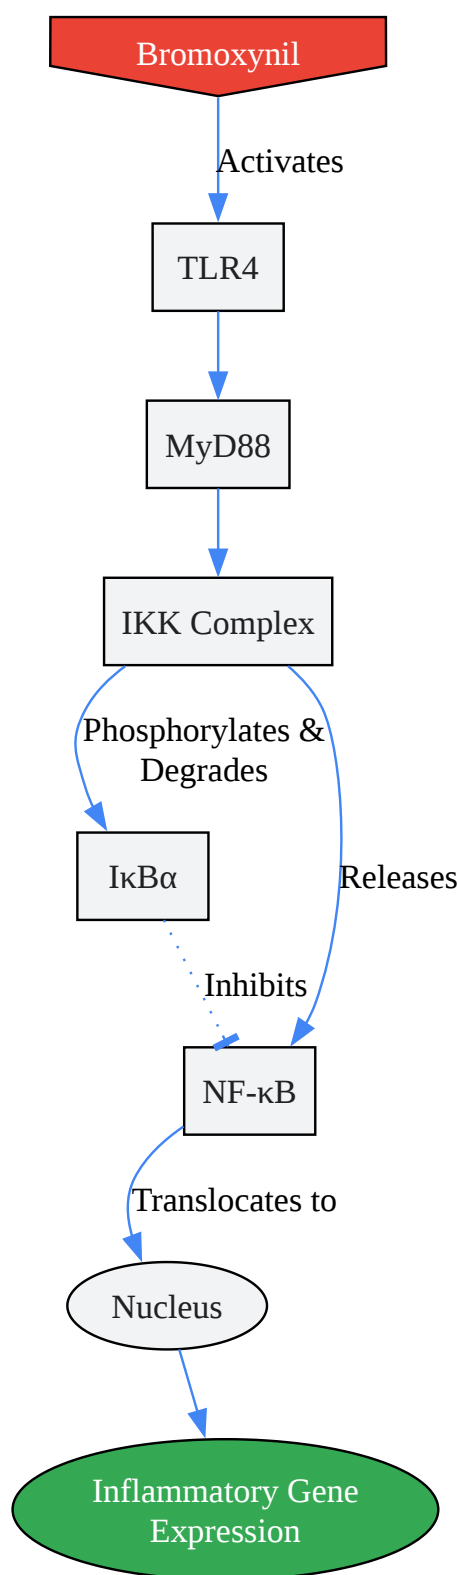 Bromoxynil
Activates
TLR4
MyD88
IKK Complex
Phosphorylates &
Degrades
IκBα
Releases
Inhibits
NF-κB
Translocates to
Nucleus
Inflammatory Gene
Expression